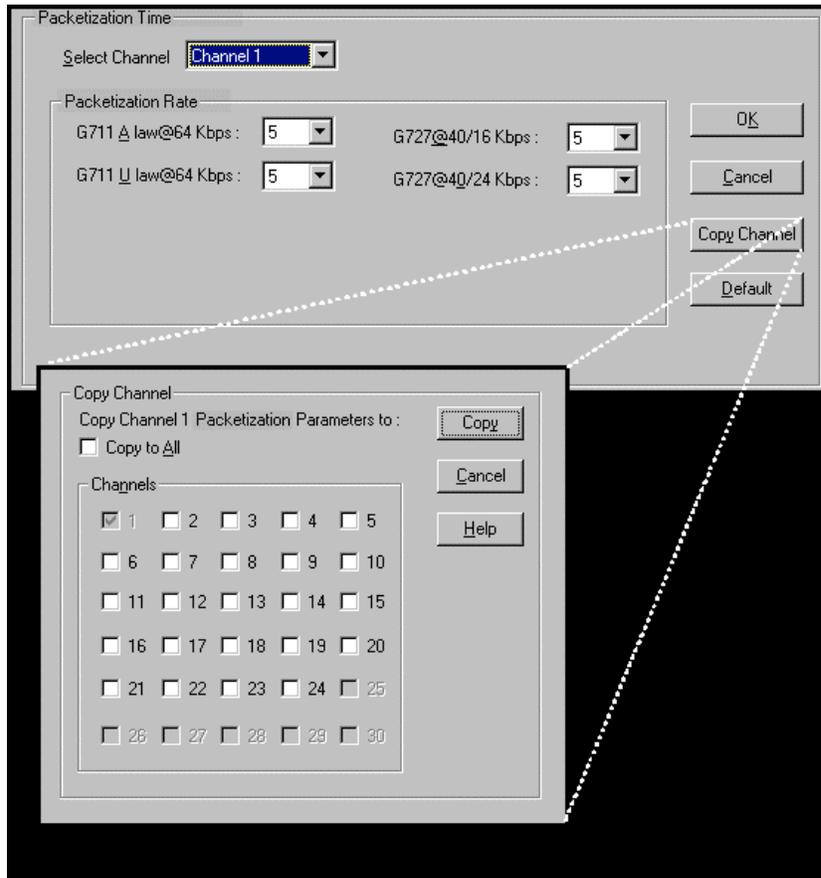 Packetization Time
Select Channel Channel 1
Packetization Rate
G711 A law@64 Kbps : 5 G727@40/16 Kbps : 5
G711 U law@64 Kbps : 5 G727@40/24 Kbps : 5
OK
Cancel
Copy Channel
Default
Copy Channel
Copy Channel 1 Packetization Parameters to :
Copy to All
Channels
1 2 3 4 5
6 7 8 9 10
11 12 13 14 15
16 17 18 19 20
21 22 23 24 25
26 27 28 29 30
Copy
Cancel
Help